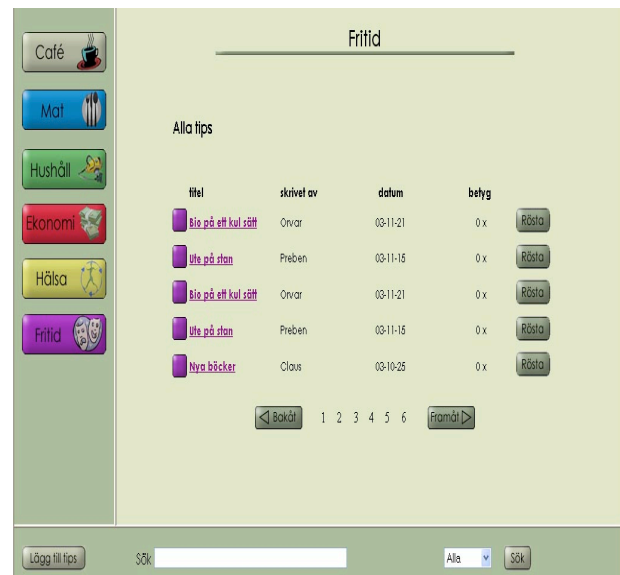 Fritid
Café
Mat
Hushåll
Ekonomi
Hälsa
Fritid
Alla tips
titel skrivet av datum betyg
Bio på ett kul sätt Orvar 03-11-21 0 x Rösta
Ute på stan Preben 03-11-15 0 x Rösta
Bio på ett kul sätt Orvar 03-11-21 0 x Rösta
Ute på stan Preben 03-11-15 0 x Rösta
Nya böcker Claus 03-10-25 0 x Rösta
Bakåt 1 2 3 4 5 6 Framåt
Lägg till tips Sök Alla Sök